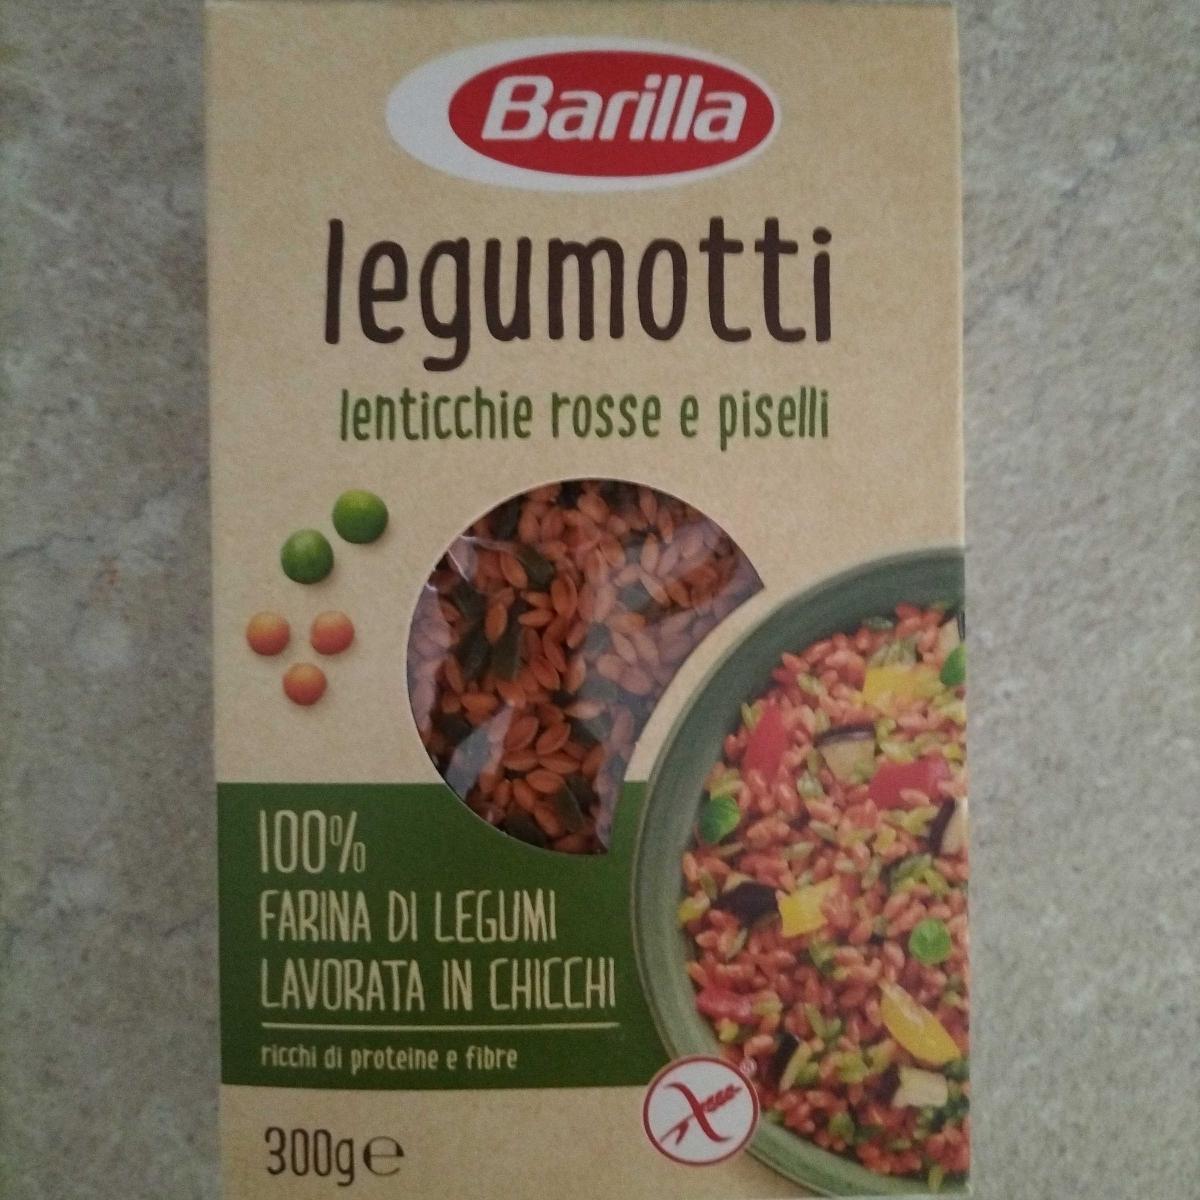 Barilla
legumotti
lenticchie rosse e piselli
100%
FARINA DI LEGUMI
LAVORATA IN CHICCHI
ricchi di proteine e fibre
300g℮
®